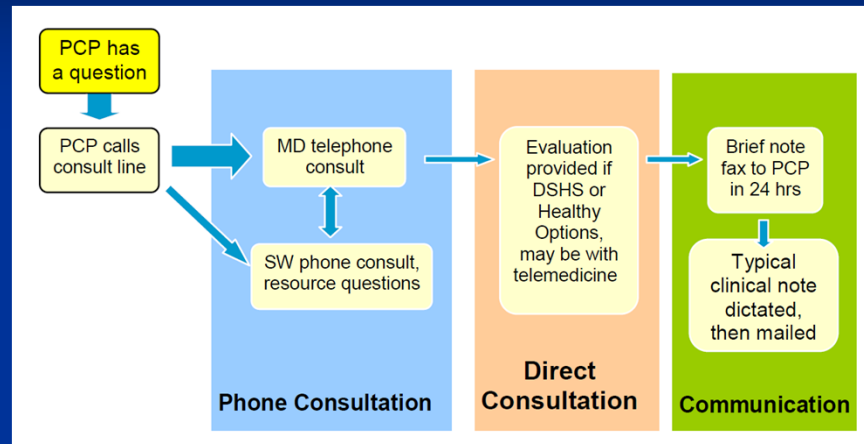 PCP has
a question
PCP calls
consult line
MD telephone
consult
SW phone consult,
resource questions
Phone Consultation
Evaluation
provided if
DSHS or
Healthy
Options,
may be with
telemedicine
Direct
Consultation
Brief note
fax to PCP
in 24 hrs
Typical
clinical note
dictated,
then mailed
Communication